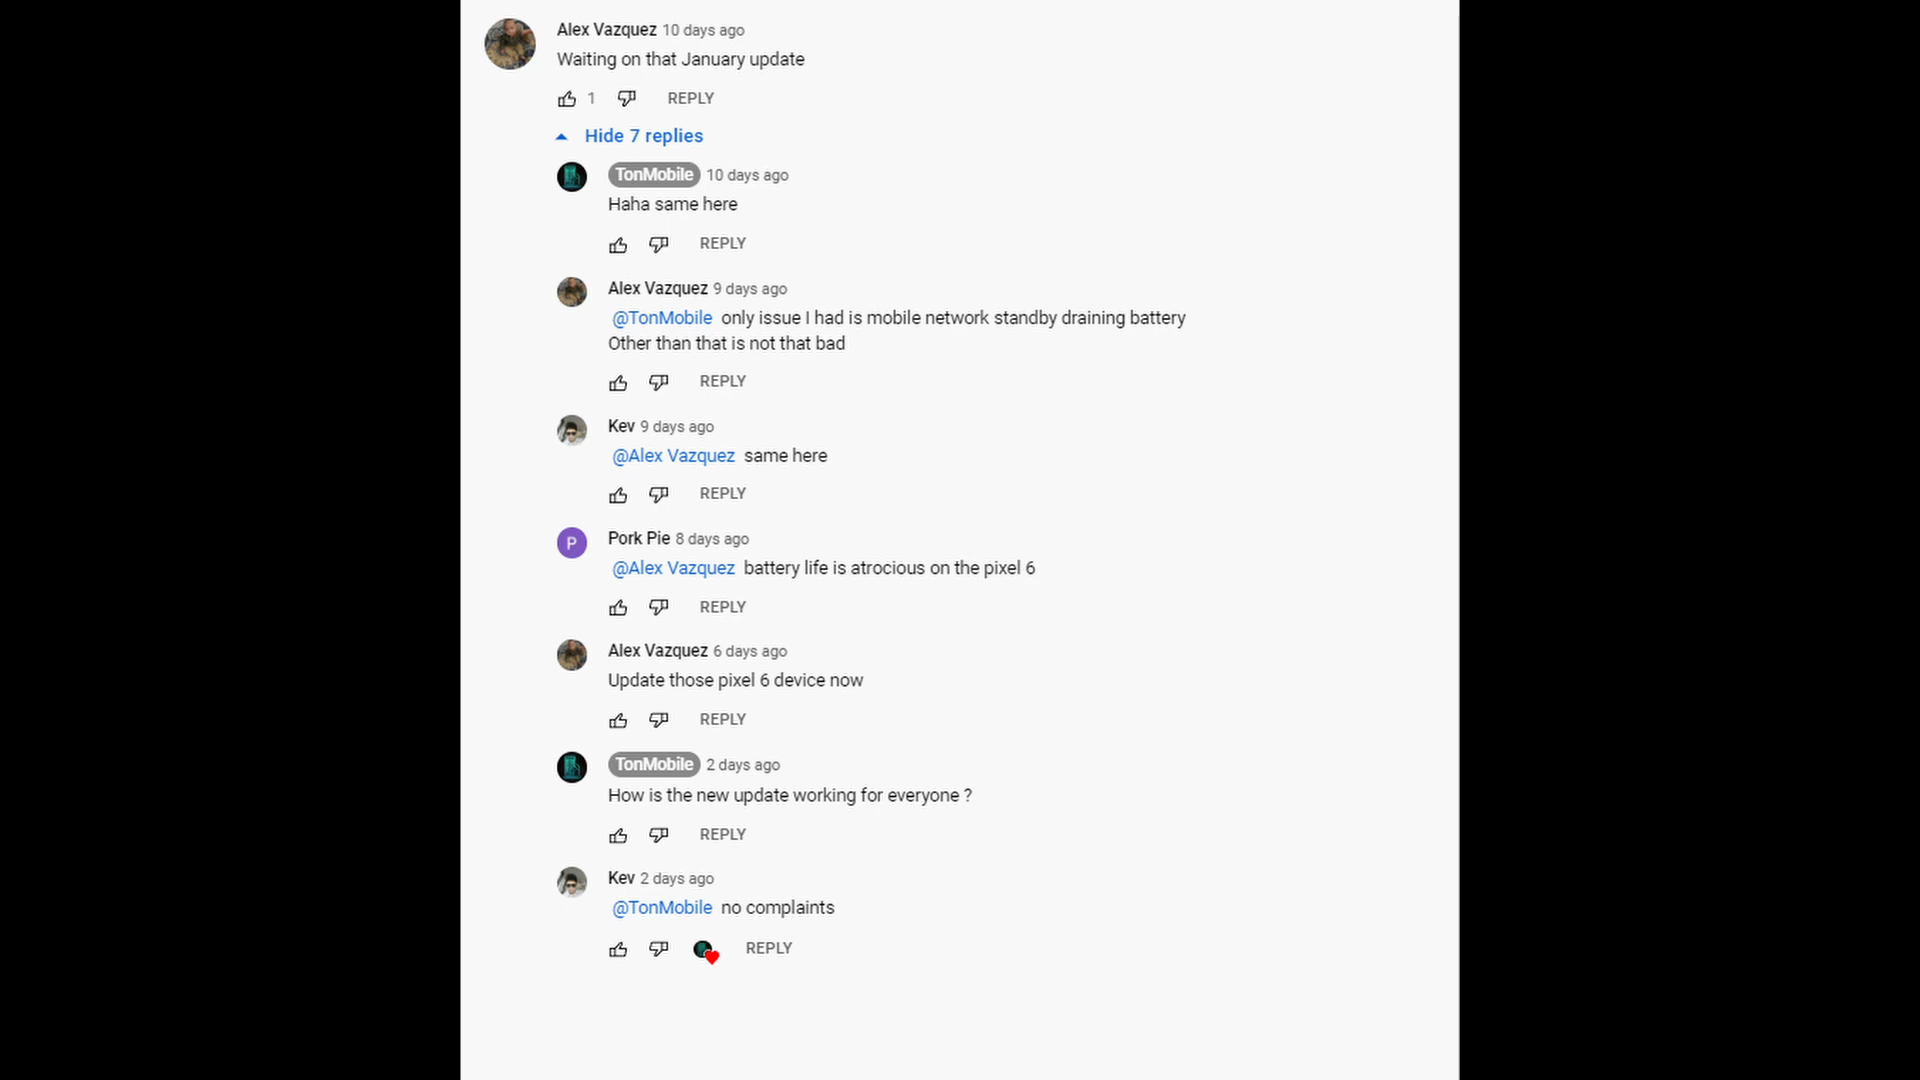 Alex Vazquez 10 days ago
Waiting on that January update
1 REPLY
Hide 7 replies
TonMobile 10 days ago
Haha same here
REPLY
Alex Vazquez 9 days ago
@TonMobile only issue I had is mobile network standby draining battery
Other than that is not that bad
REPLY
Kev 9 days ago
@Alex Vazquez same here
REPLY
P
Pork Pie 8 days ago
@Alex Vazquez battery life is atrocious on the pixel 6
REPLY
Alex Vazquez 6 days ago
Update those pixel 6 device now
REPLY
TonMobile 2 days ago
How is the new update working for everyone ?
REPLY
Kev 2 days ago
@TonMobile no complaints
REPLY